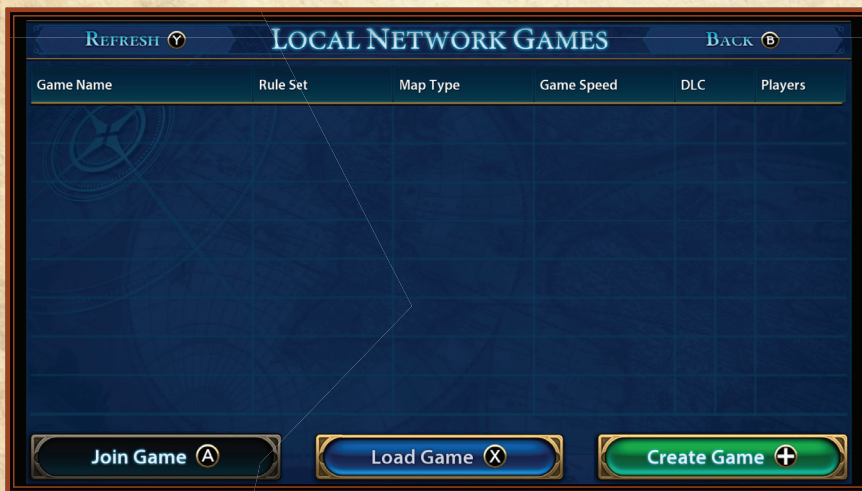 REFRESH Y LOCAL NETWORK GAMES BACK B
Game Name Rule Set Map Type Game Speed DLC Players
Join Game A Load Game X Create Game +